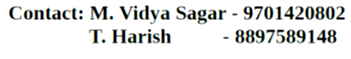 Contact: M. Vidya Sagar - 9701420802
T. Harish - 8897589148